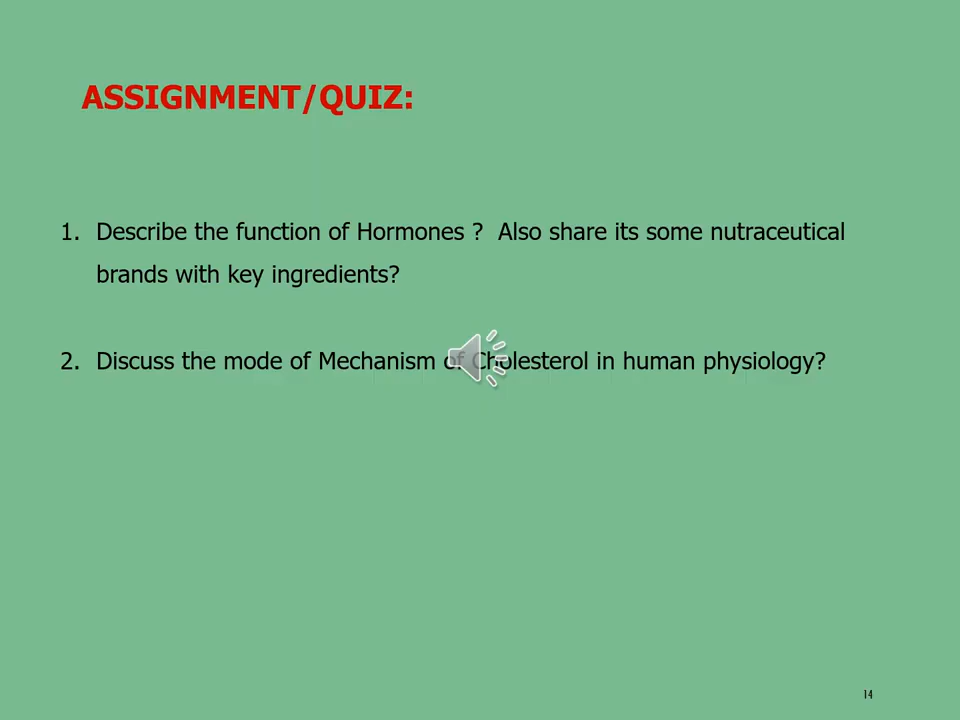 ASSIGNMENT/QUIZ:
1. Describe the function of Hormones ? Also share its some nutraceutical
brands with key ingredients?
2. Discuss the mode of Mechanism of Cholesterol in human physiology?
14